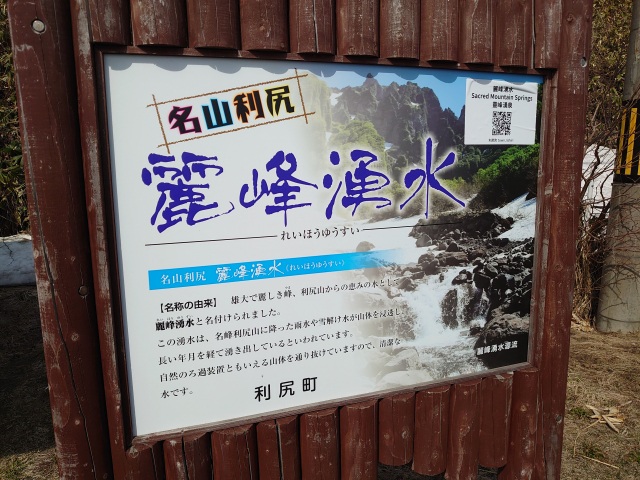 麗峰湧水
Sacred Mountain Springs
麗峰湧泉
名山利尻
麗峰湧水
れいほうゆうすい
名山利尻 麗峰湧水(れいほうゆうすい)
【名称の由来】 雄大で麗しき峰、利尻山からの恵みの水として
麗峰湧水と名付けられました。
この湧水は、名峰利尻山に降った雨水や雪解け水が山体を浸透し、
長い年月を経て湧き出しているといわれています。
自然のろ過装置ともいえる山体を通り抜けていますので、清潔な
水です。
利尻町
麗峰湧水源流